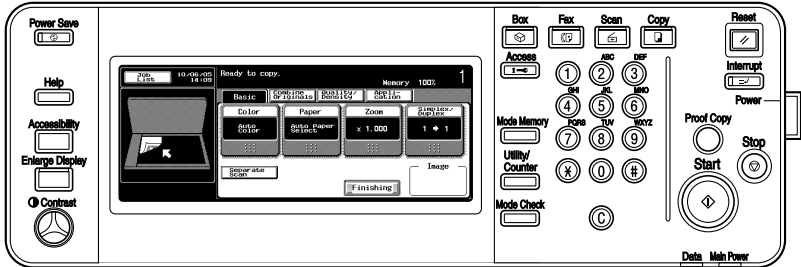 Power Save
Help
Accessibility
Enlarge Display
Contrast
Job List
10/06/05
14:09
Ready to copy.
Memory 100%
1
Basic
Combine Originals
Quality/ Density
Appli- cation
Color
Auto Color
Paper
Auto Paper Select
Zoom
× 1.000
Simplex/ Duplex
1 → 1
Separate Scan
Image
Finishing
Box
Fax
Scan
Copy
Access
Mode Memory
Utility/ Counter
Mode Check
1
ABC
2
DEF
3
GHI
4
JKL
5
MNO
6
PQRS
7
TUV
8
WXYZ
9
0
#
C
Reset
Interrupt
Power
Proof Copy
Stop
Start
Data
Main Power